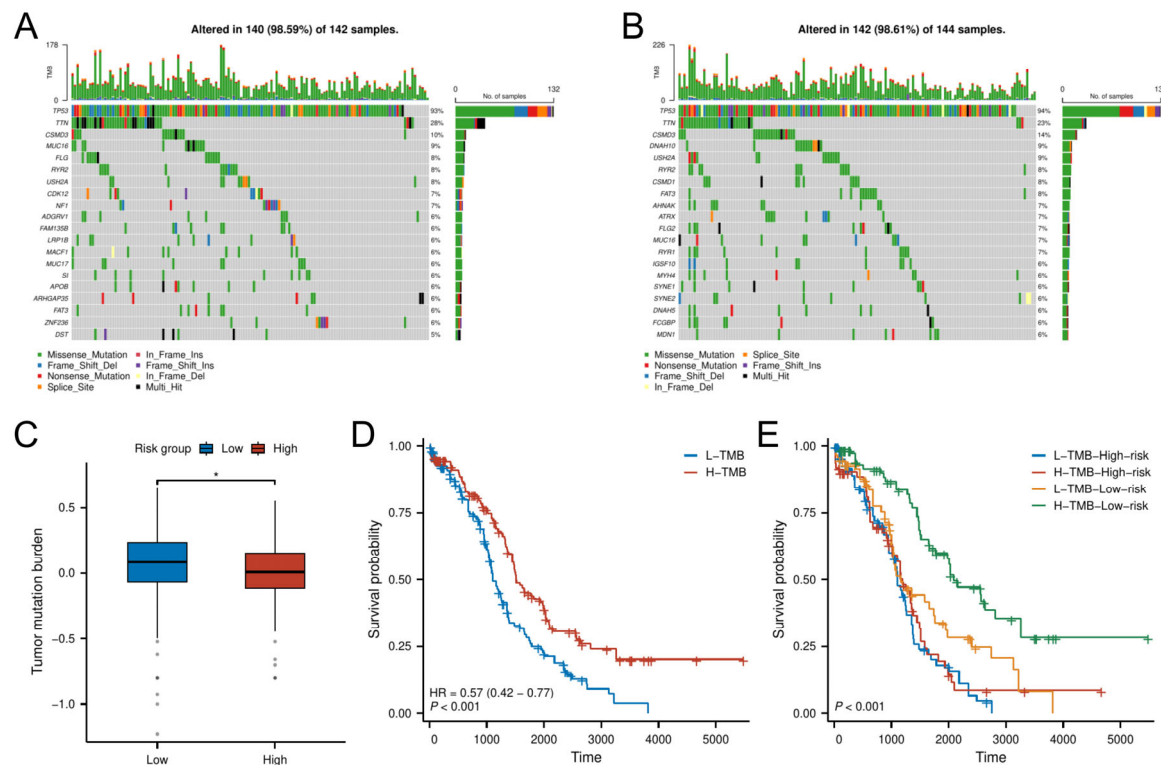 A
Altered in 140 (98.59%) of 142 samples.
178
TMB
0
No. of samples
0
132
TP53 93%
TTN 28%
CSMD3 10%
MUC16 9%
FLG 8%
RYR2 8%
USH2A 8%
CDK12 7%
NF1 7%
ADGRV1 6%
FAM135B 6%
LRP1B 6%
MACF1 6%
MUC17 6%
SI 6%
APOB 6%
ARHGAP35 6%
FAT3 6%
ZNF236 6%
DST 5%
Missense_Mutation
Frame_Shift_Del
Nonsense_Mutation
Splice_Site
In_Frame_Ins
Frame_Shift_Ins
In_Frame_Del
Multi_Hit
B
Altered in 142 (98.61%) of 144 samples.
226
TMB
0
No. of samples
0
TP53 94%
TTN 23%
CSMD3 14%
DNAH10 9%
USH2A 9%
RYR2 8%
CSMD1 8%
FAT3 8%
AHNAK 7%
ATRX 7%
FLG2 7%
MUC16 7%
RYR1 7%
IGSF10 6%
MYH4 6%
SYNE1 6%
SYNE2 6%
DNAH5 6%
FCGBP 6%
MDN1 6%
Missense_Mutation
Nonsense_Mutation
Frame_Shift_Del
In_Frame_Del
Splice_Site
Frame_Shift_Ins
Multi_Hit
C
Risk group Low High
*
Tumor mutation burden
0.5
0.0
−0.5
−1.0
Low
High
D
L−TMB
H−TMB
Survival probability
1.00
0.75
0.50
0.25
0.00
HR = 0.57 (0.42 − 0.77)
P < 0.001
0 1000 2000 3000 4000 5000
Time
E
L−TMB−High−risk
H−TMB−High−risk
L−TMB−Low−risk
H−TMB−Low−risk
Survival probability
1.00
0.75
0.50
0.25
0.00
P < 0.001
0 1000 2000 3000 4000 5000
Time